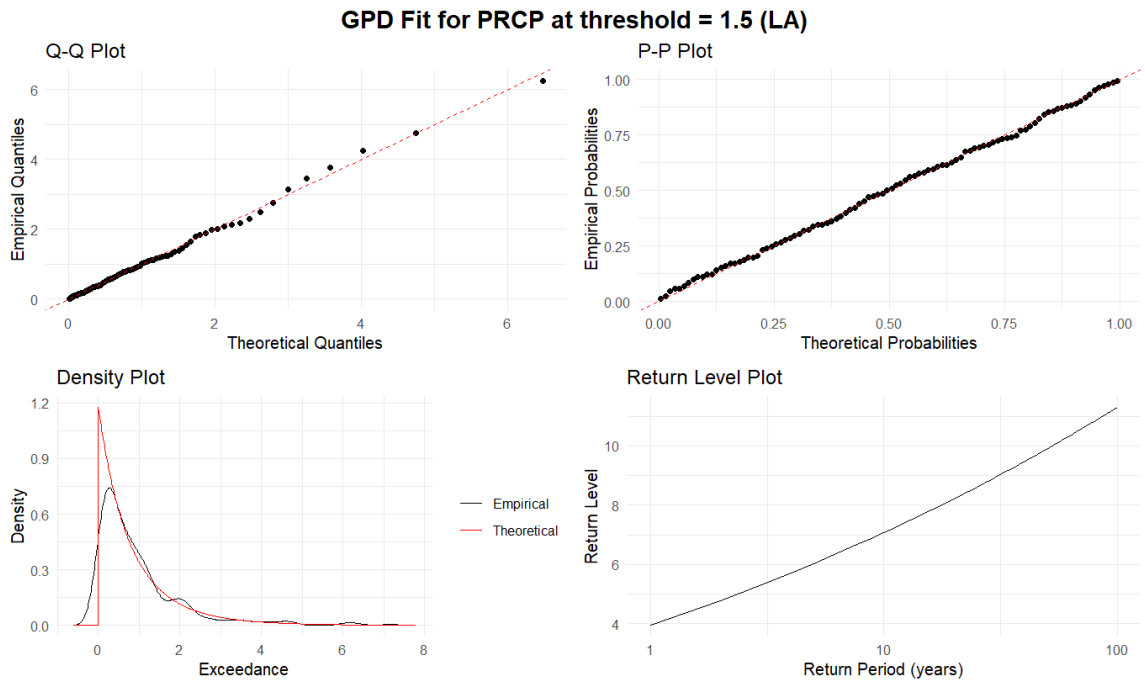 GPD Fit for PRCP at threshold = 1.5 (LA)
Q-Q Plot
Empirical Quantiles
6
4
2
0
0 2 4 6
Theoretical Quantiles
P-P Plot
Empirical Probabilities
1.00
0.75
0.50
0.25
0.00
0.00 0.25 0.50 0.75 1.00
Theoretical Probabilities
Density Plot
Density
1.2
0.9
0.6
0.3
0.0
0 2 4 6 8
Exceedance
Empirical
Theoretical
Return Level Plot
Return Level
10
8
6
4
1 10 100
Return Period (years)